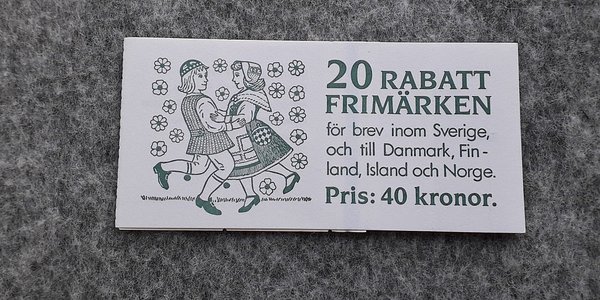 20 RABATT
FRIMÄRKEN
för brev inom Sverige,
och till Danmark, Fin-
land, Island och Norge.
Pris: 40 kronor.